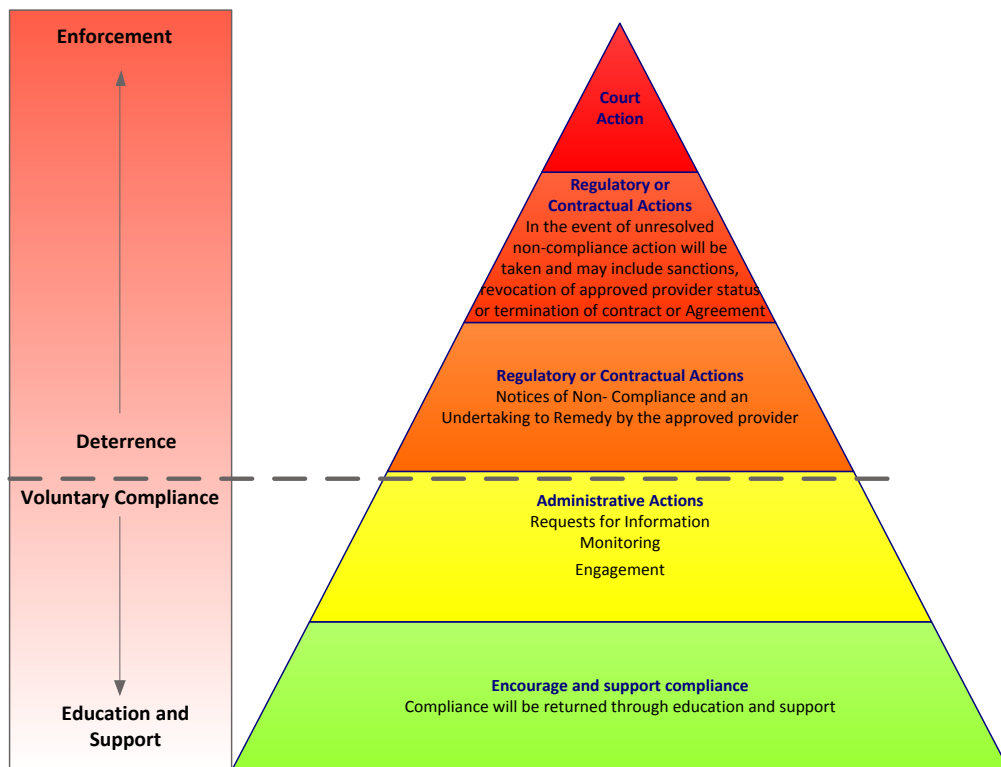 Enforcement
Deterrence
Voluntary Compliance
Education and
Support
Court
Action
Regulatory or
Contractual Actions
In the event of unresolved
non-compliance action will be
taken and may include sanctions,
revocation of approved provider status
or termination of contract or Agreement
Regulatory or Contractual Actions
Notices of Non- Compliance and an
Undertaking to Remedy by the approved provider
Administrative Actions
Requests for Information
Monitoring
Engagement
Encourage and support compliance
Compliance will be returned through education and support